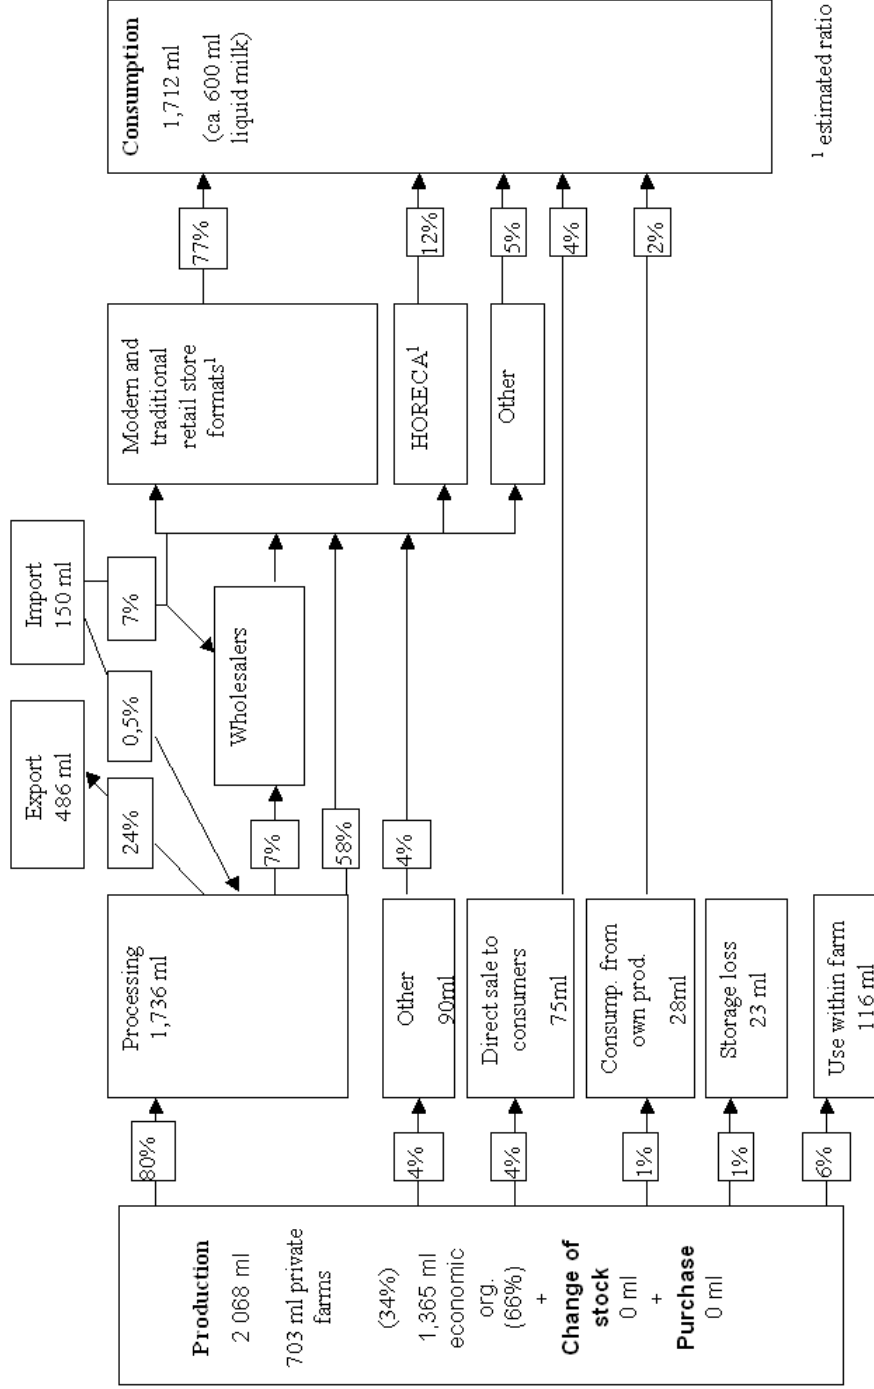 Production
2 068 ml
703 ml private
farms
(34%)
1,365 ml
economic
org.
(66%)
+
Change of
stock
0 ml
+
Purchase
0 ml
80%
4%
4%
1%
1%
6%
Processing
1,736 ml
Other
90ml
Direct sale to
consumers
75ml
Consump. from
own prod.
28ml
Storage loss
23 ml
Use within farm
116 ml
24%
0,5%
7%
7%
58%
4%
Export
486 ml
Import
150 ml
Wholesalers
Modern and
traditional
retail store
formats¹
HORECA¹
Other
77%
12%
5%
4%
2%
Consumption
1,712 ml
(ca. 600 ml
liquid milk)
¹ estimated ratio